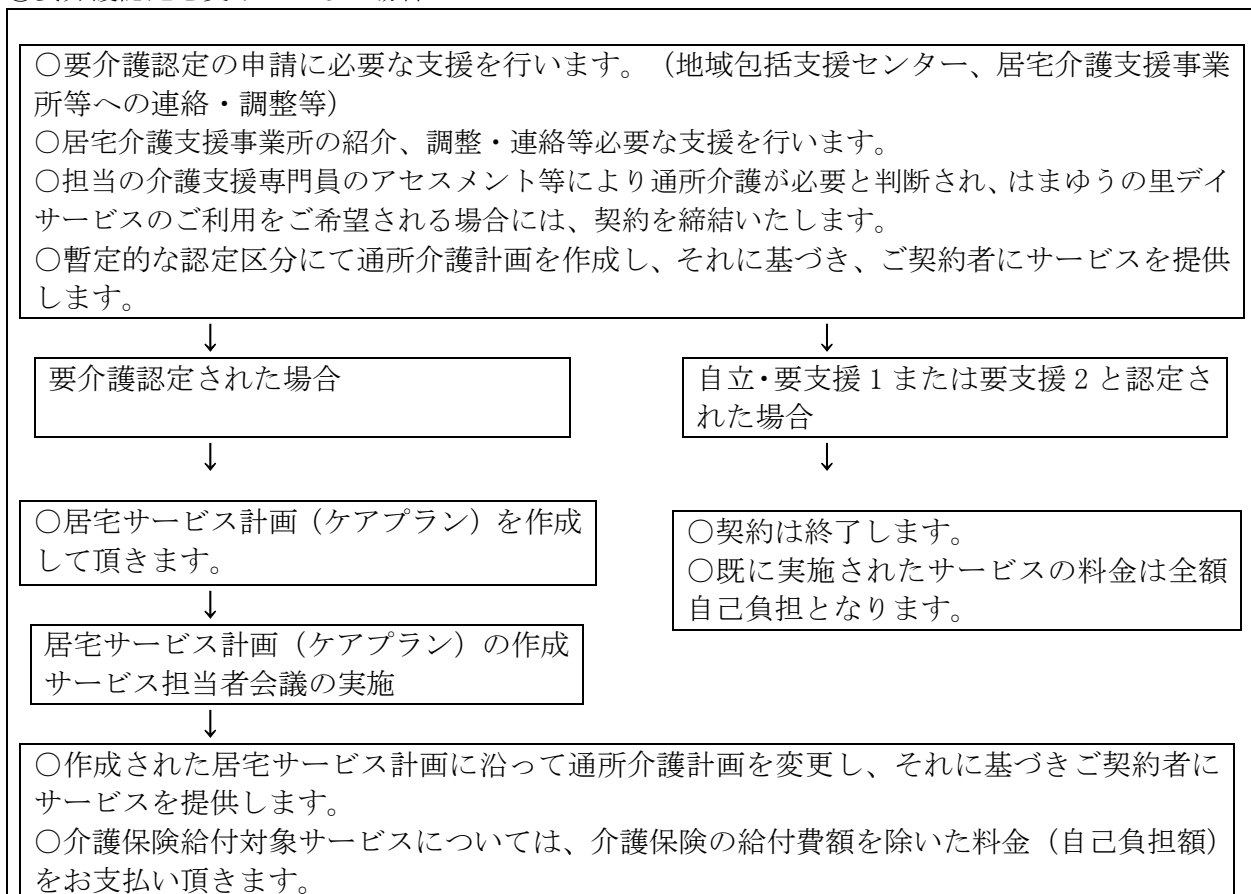 ○要介護認定の申請に必要な支援を行います。（地域包括支援センター、居宅介護支援事業
所等への連絡・調整等）
○居宅介護支援事業所の紹介、調整・連絡等必要な支援を行います。
○担当の介護支援専門員のアセスメント等により通所介護が必要と判断され、はまゆうの里デイ
サービスのご利用をご希望される場合には、契約を締結いたします。
○暫定的な認定区分にて通所介護計画を作成し、それに基づき、ご契約者にサービスを提供
します。
↓
↓
要介護認定された場合
自立・要支援1または要支援2と認定さ
れた場合
↓
↓
○居宅サービス計画（ケアプラン）を作成
して頂きます。
○契約は終了します。
○既に実施されたサービスの料金は全額
自己負担となります。
↓
居宅サービス計画（ケアプラン）の作成
サービス担当者会議の実施
↓
○作成された居宅サービス計画に沿って通所介護計画を変更し、それに基づきご契約者に
サービスを提供します。
○介護保険給付対象サービスについては、介護保険の給付費額を除いた料金（自己負担額）
をお支払い頂きます。